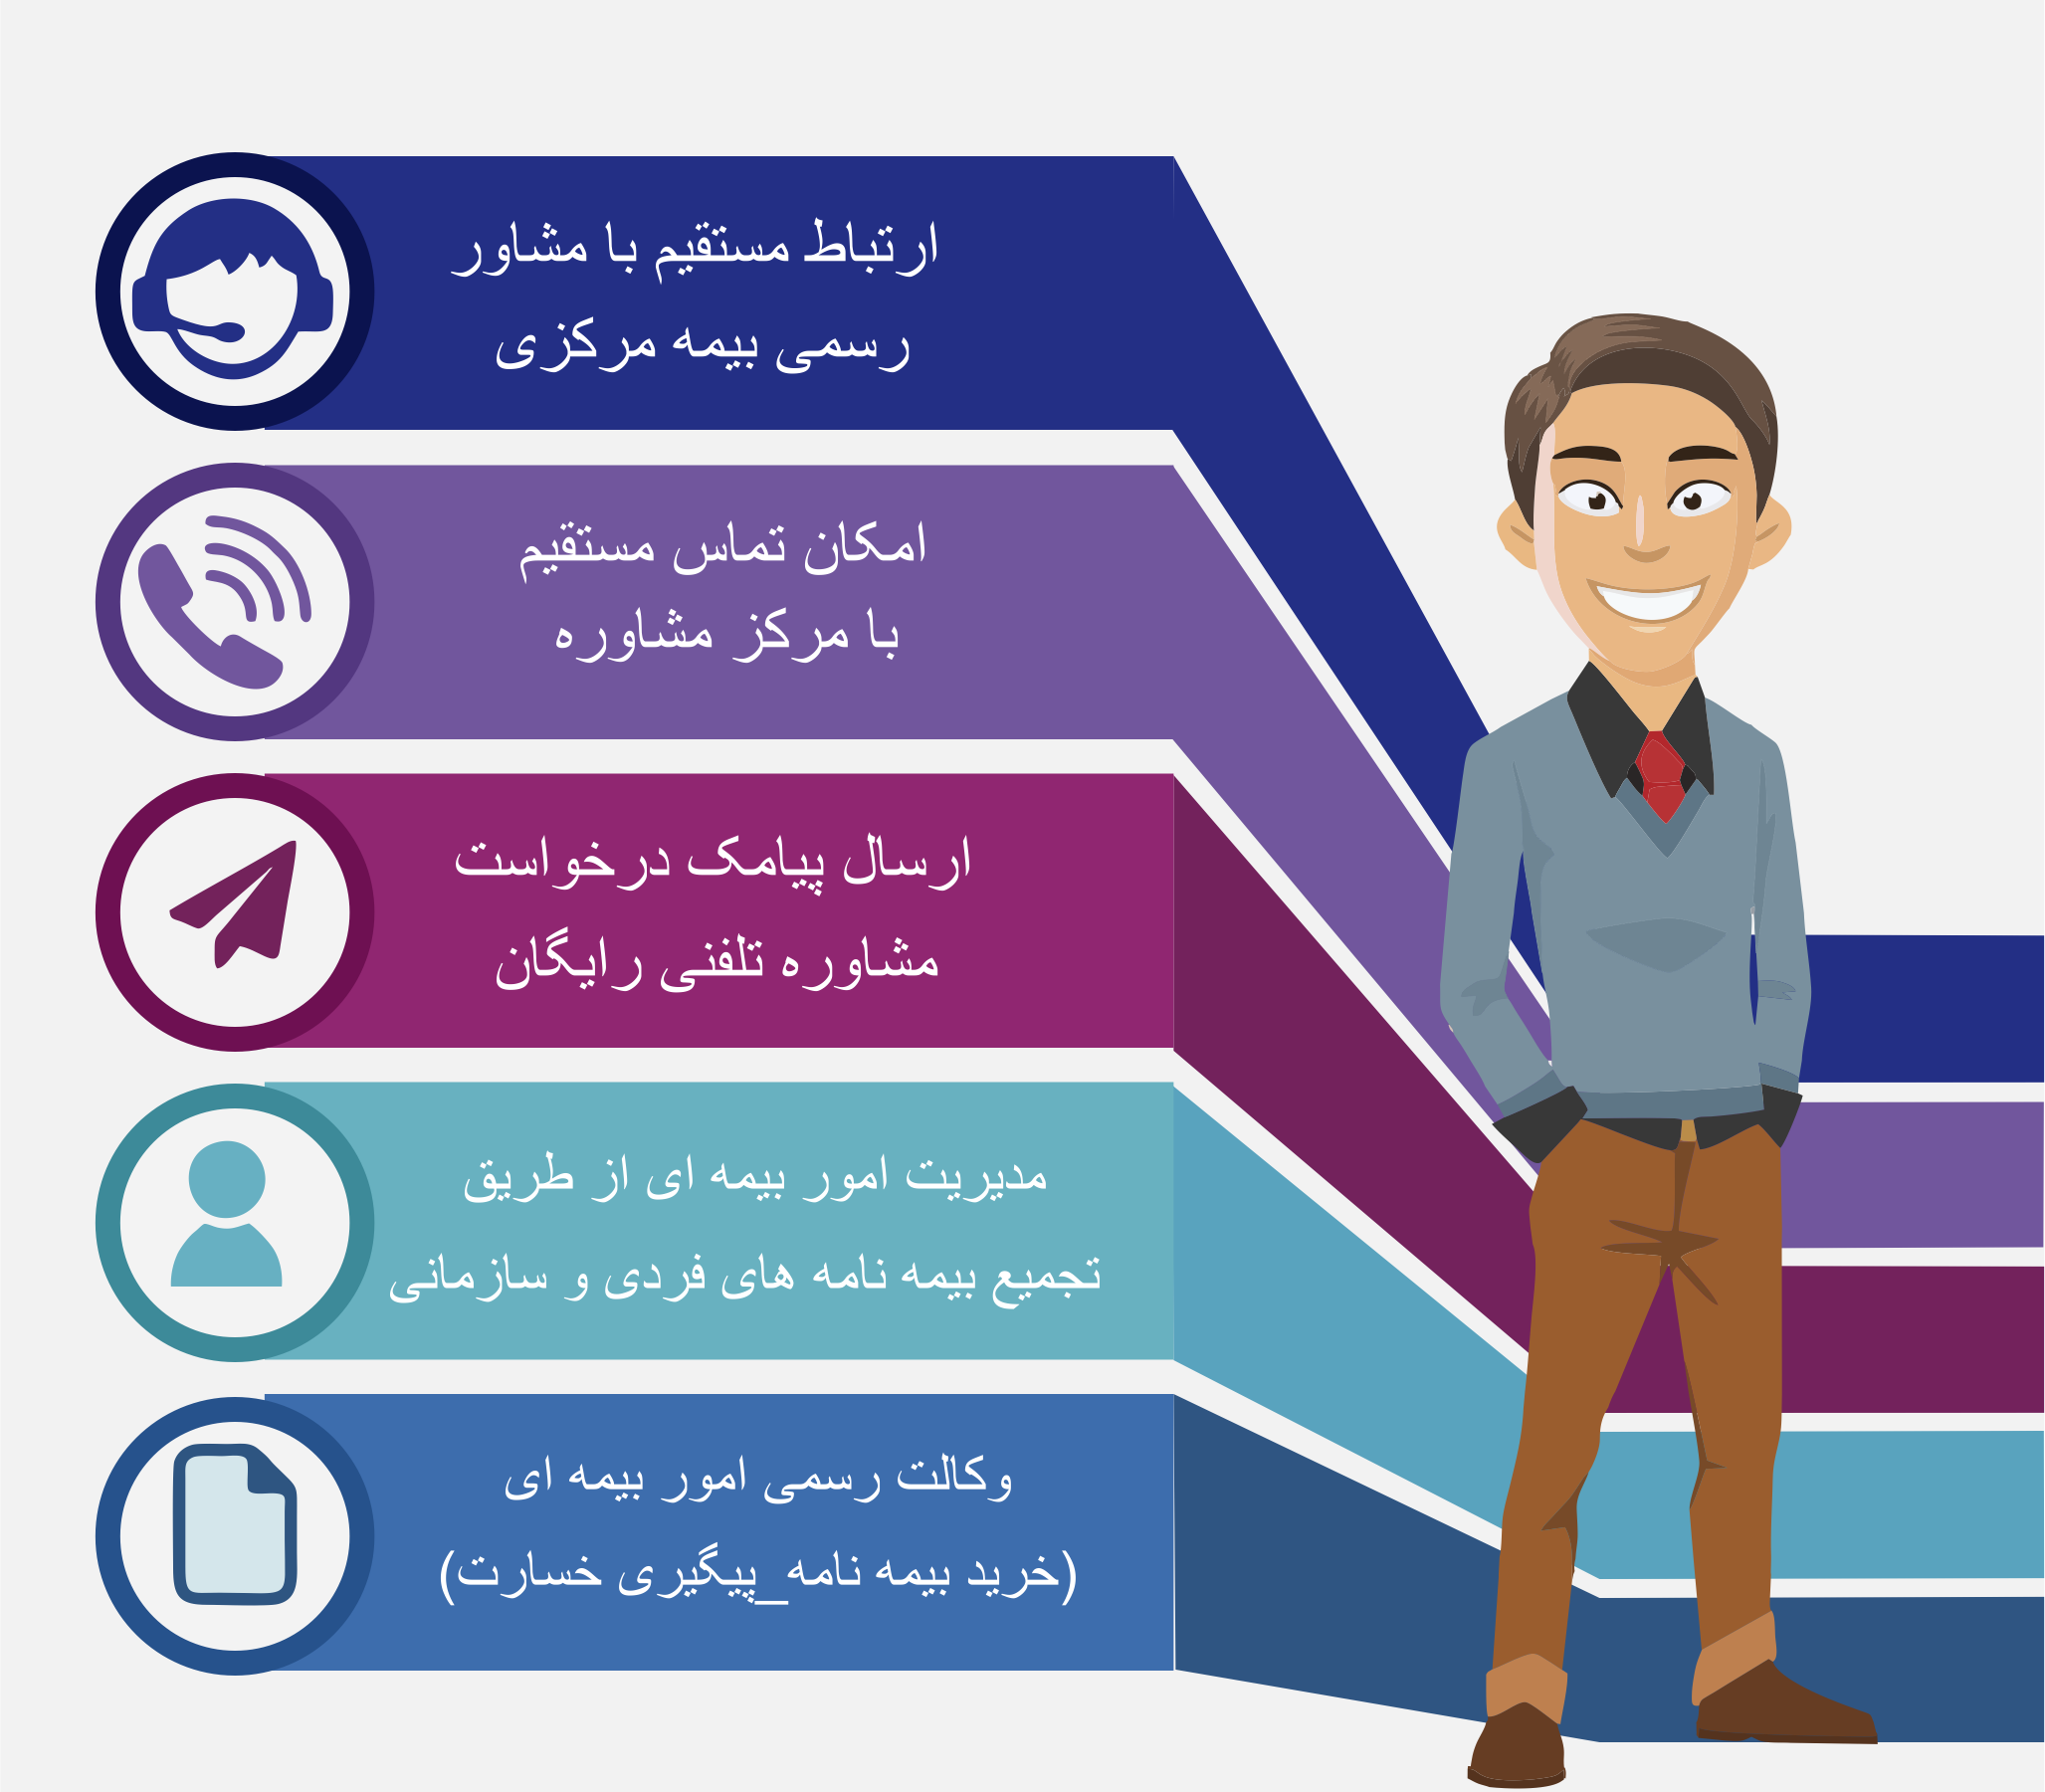 ارتباط مستقیم با مشاور
رسمی بیمه مرکزی
امکان تماس مستقیم
با مرکز مشاوره
ارسال پیامک درخواست
مشاوره تلفنی رایگان
مدیریت امور بیمه ای از طریق
تجمیع بیمه نامه های فردی و سازمانی
وکالت رسمی امور بیمه ای
(خرید بیمه نامه_پیگیری خسارت)